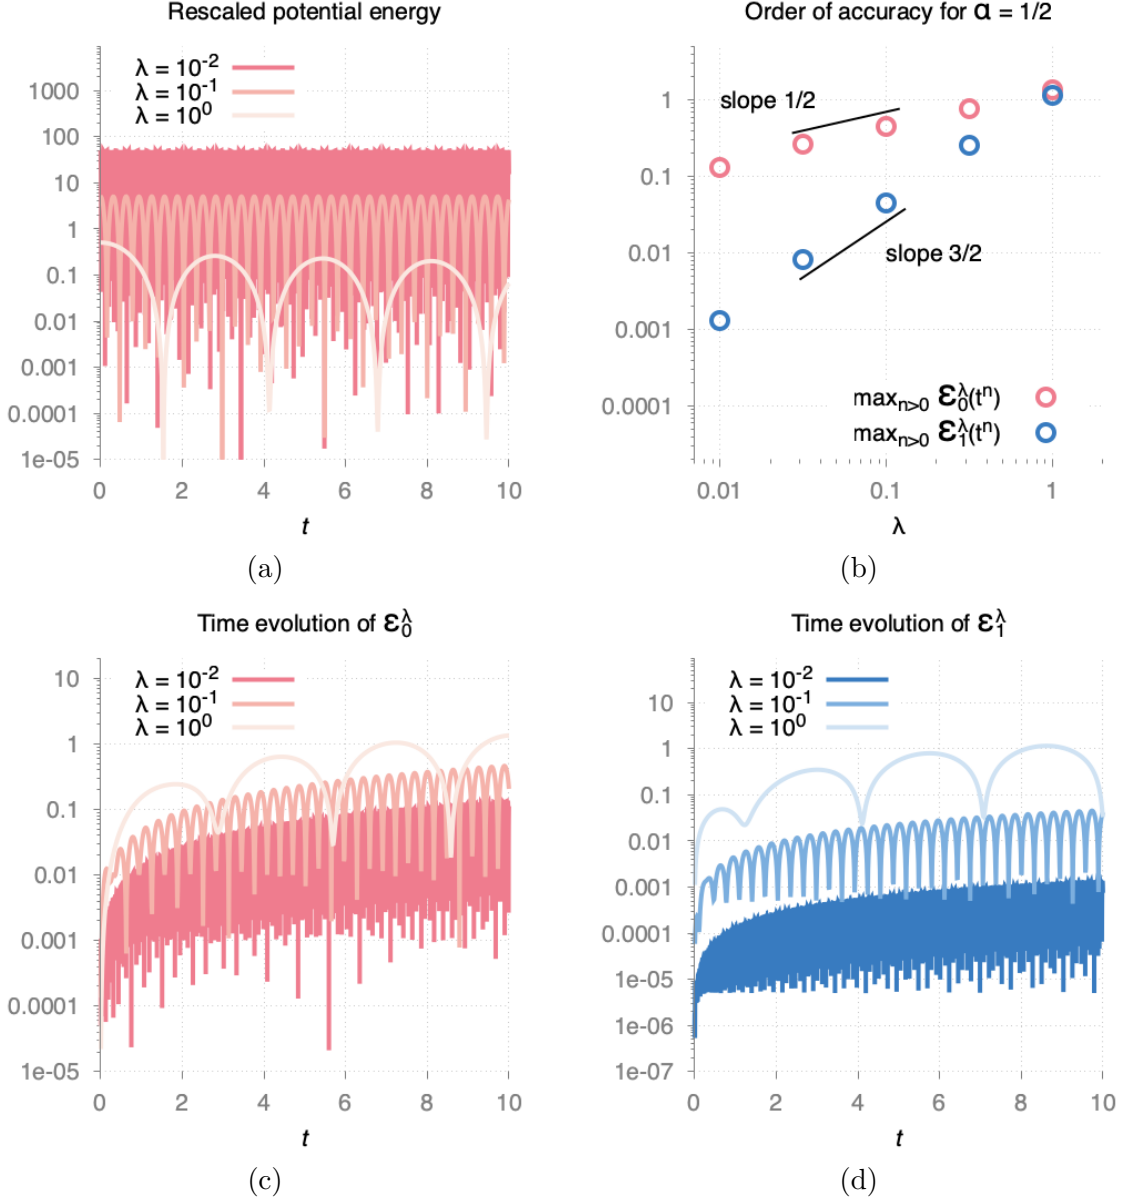 Rescaled potential energy
λ = 10⁻²
λ = 10⁻¹
λ = 10⁰
1000
100
10
1
0.1
0.01
0.001
0.0001
1e-05
0 2 4 6 8 10
t
(a)
Order of accuracy for α = 1/2
1
0.1
0.01
0.001
0.0001
slope 1/2
slope 3/2
maxₙ>₀ ε₀^λ(tⁿ)
maxₙ>₀ ε₁^λ(tⁿ)
0.01 0.1 1
λ
(b)
Time evolution of ε₀^λ
λ = 10⁻²
λ = 10⁻¹
λ = 10⁰
10
1
0.1
0.01
0.001
0.0001
1e-05
0 2 4 6 8 10
t
(c)
Time evolution of ε₁^λ
λ = 10⁻²
λ = 10⁻¹
λ = 10⁰
10
1
0.1
0.01
0.001
0.0001
1e-05
1e-06
1e-07
0 2 4 6 8 10
t
(d)